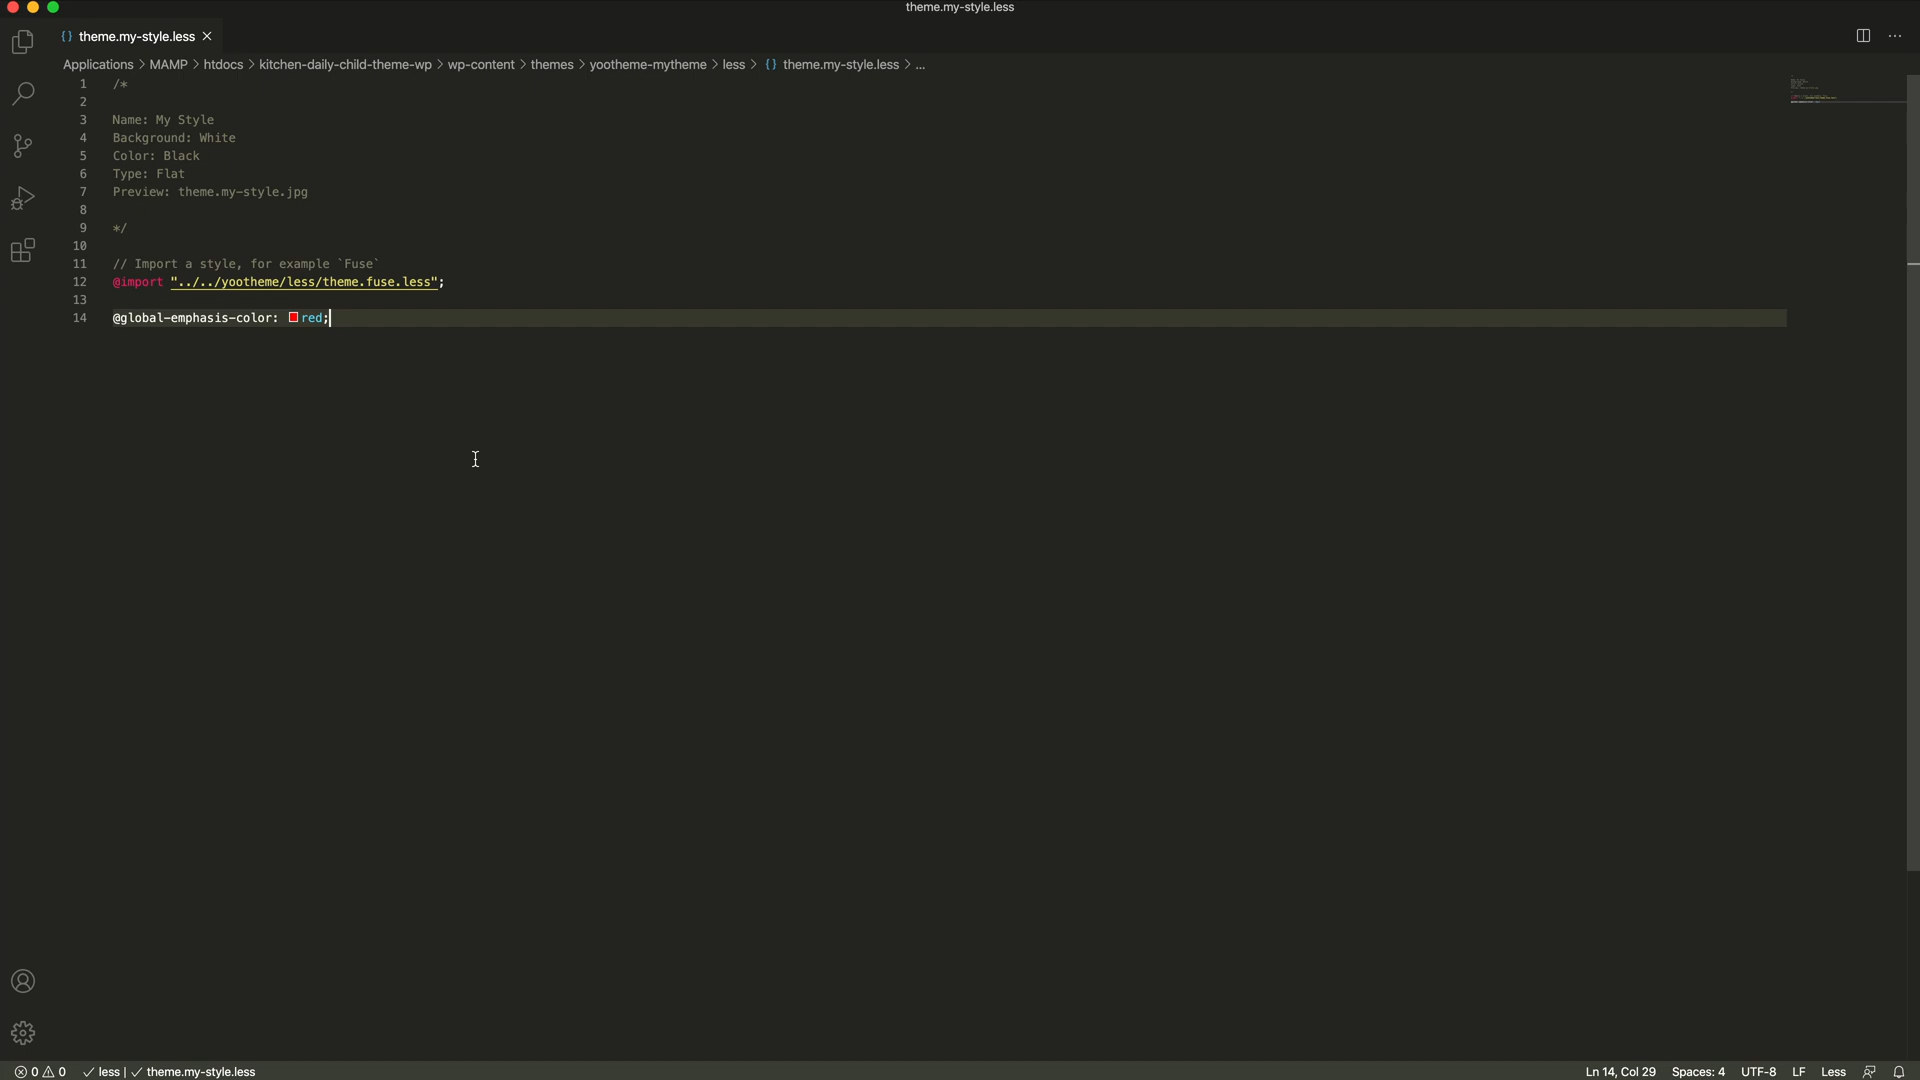 theme.my-style.less
theme.my-style.less
Applications > MAMP > htdocs > kitchen-daily-child-theme-wp > wp-content > themes > yootheme-mytheme > less > {} theme.my-style.less > ...
1 /*
2
3 Name: My Style
4 Background: White
5 Color: Black
6 Type: Flat
7 Preview: theme.my-style.jpg
8
9 */
10
11 // Import a style, for example `Fuse`
12 @import "../../yootheme/less/theme.fuse.less";
13
14 @global-emphasis-color: red;
0 0 less | theme.my-style.less Ln 14, Col 29 Spaces: 4 UTF-8 LF Less